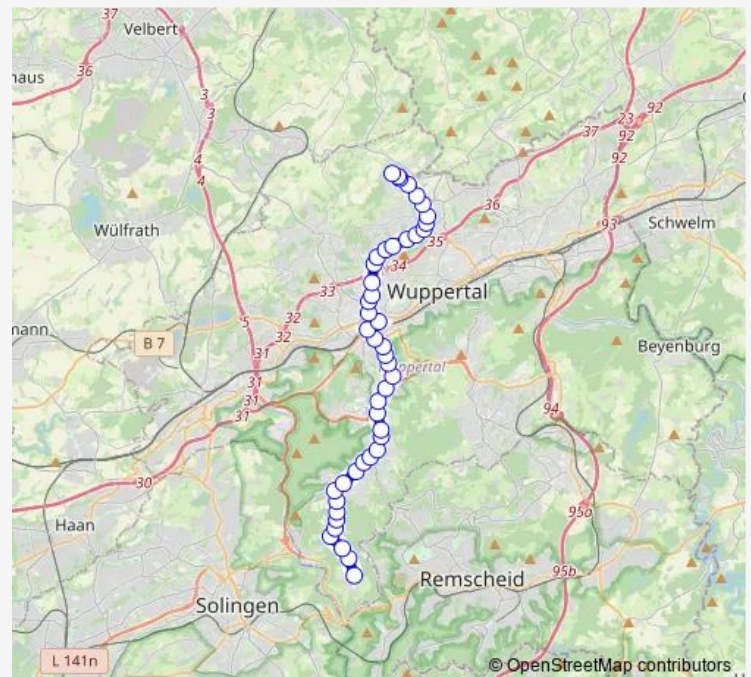 37
Velbert
haus
36
3
3
4
4
Wülfrath
92
23
37
92
92
36
93
Schwelm
35
34
33
Wuppertal
mann
B 7
5
32
32
31
31
31
31
Beyenburg
94
30
Haan
95a
95b
Remscheid
Solingen
L 141n
© OpenStreetMap contributors